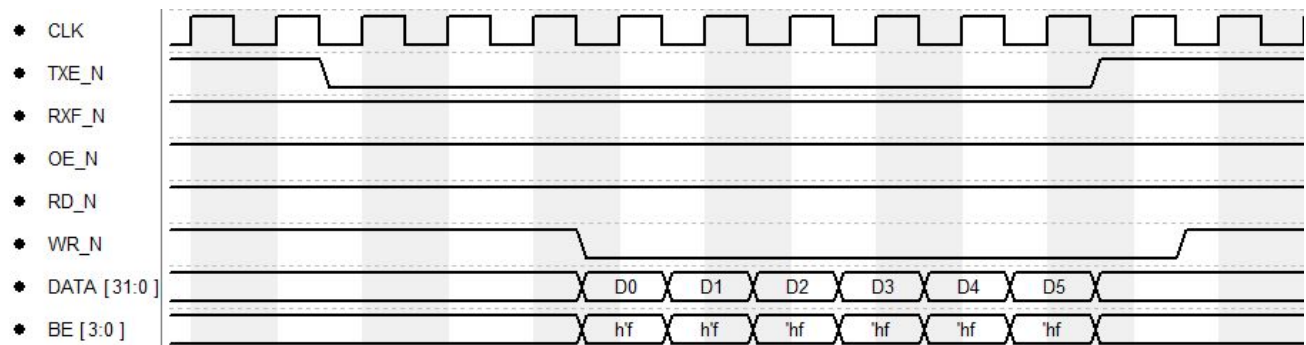 CLK
TXE_N
RXF_N
OE_N
RD_N
WR_N
DATA [31:0] D0 D1 D2 D3 D4 D5
BE [3:0] h'f h'f 'hf 'hf 'hf 'hf